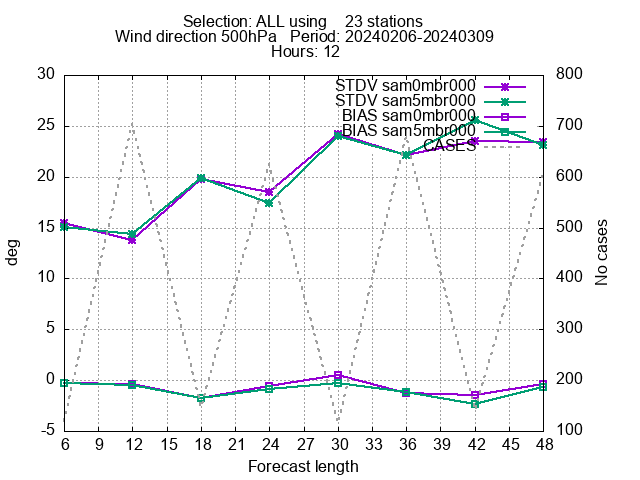 Selection: ALL using    23 stations
Wind direction 500hPa   Period: 20240206-20240309
Hours: 12
30
25
20
15
10
5
0
-5
deg
800
700
600
500
400
300
200
100
No cases
STDV sam0mbr000
STDV sam5mbr000
BIAS sam0mbr000
BIAS sam5mbr000
CASES
6 9 12 15 18 21 24 27 30 33 36 39 42 45 48
Forecast length